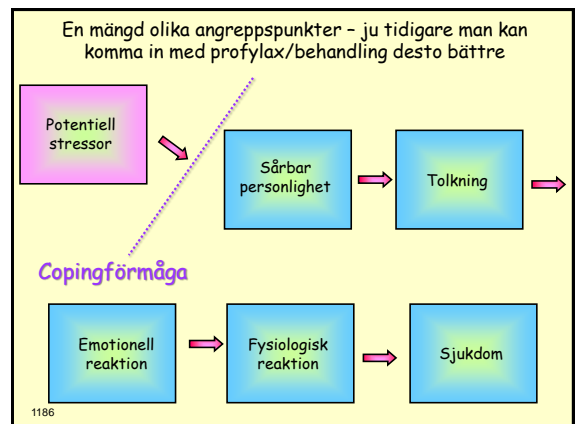 En mängd olika angreppspunkter – ju tidigare man kan
komma in med profylax/behandling desto bättre
Potentiell
stressor
Sårbar
personlighet
Tolkning
Copingförmåga
Emotionell
reaktion
Fysiologisk
reaktion
Sjukdom
1186